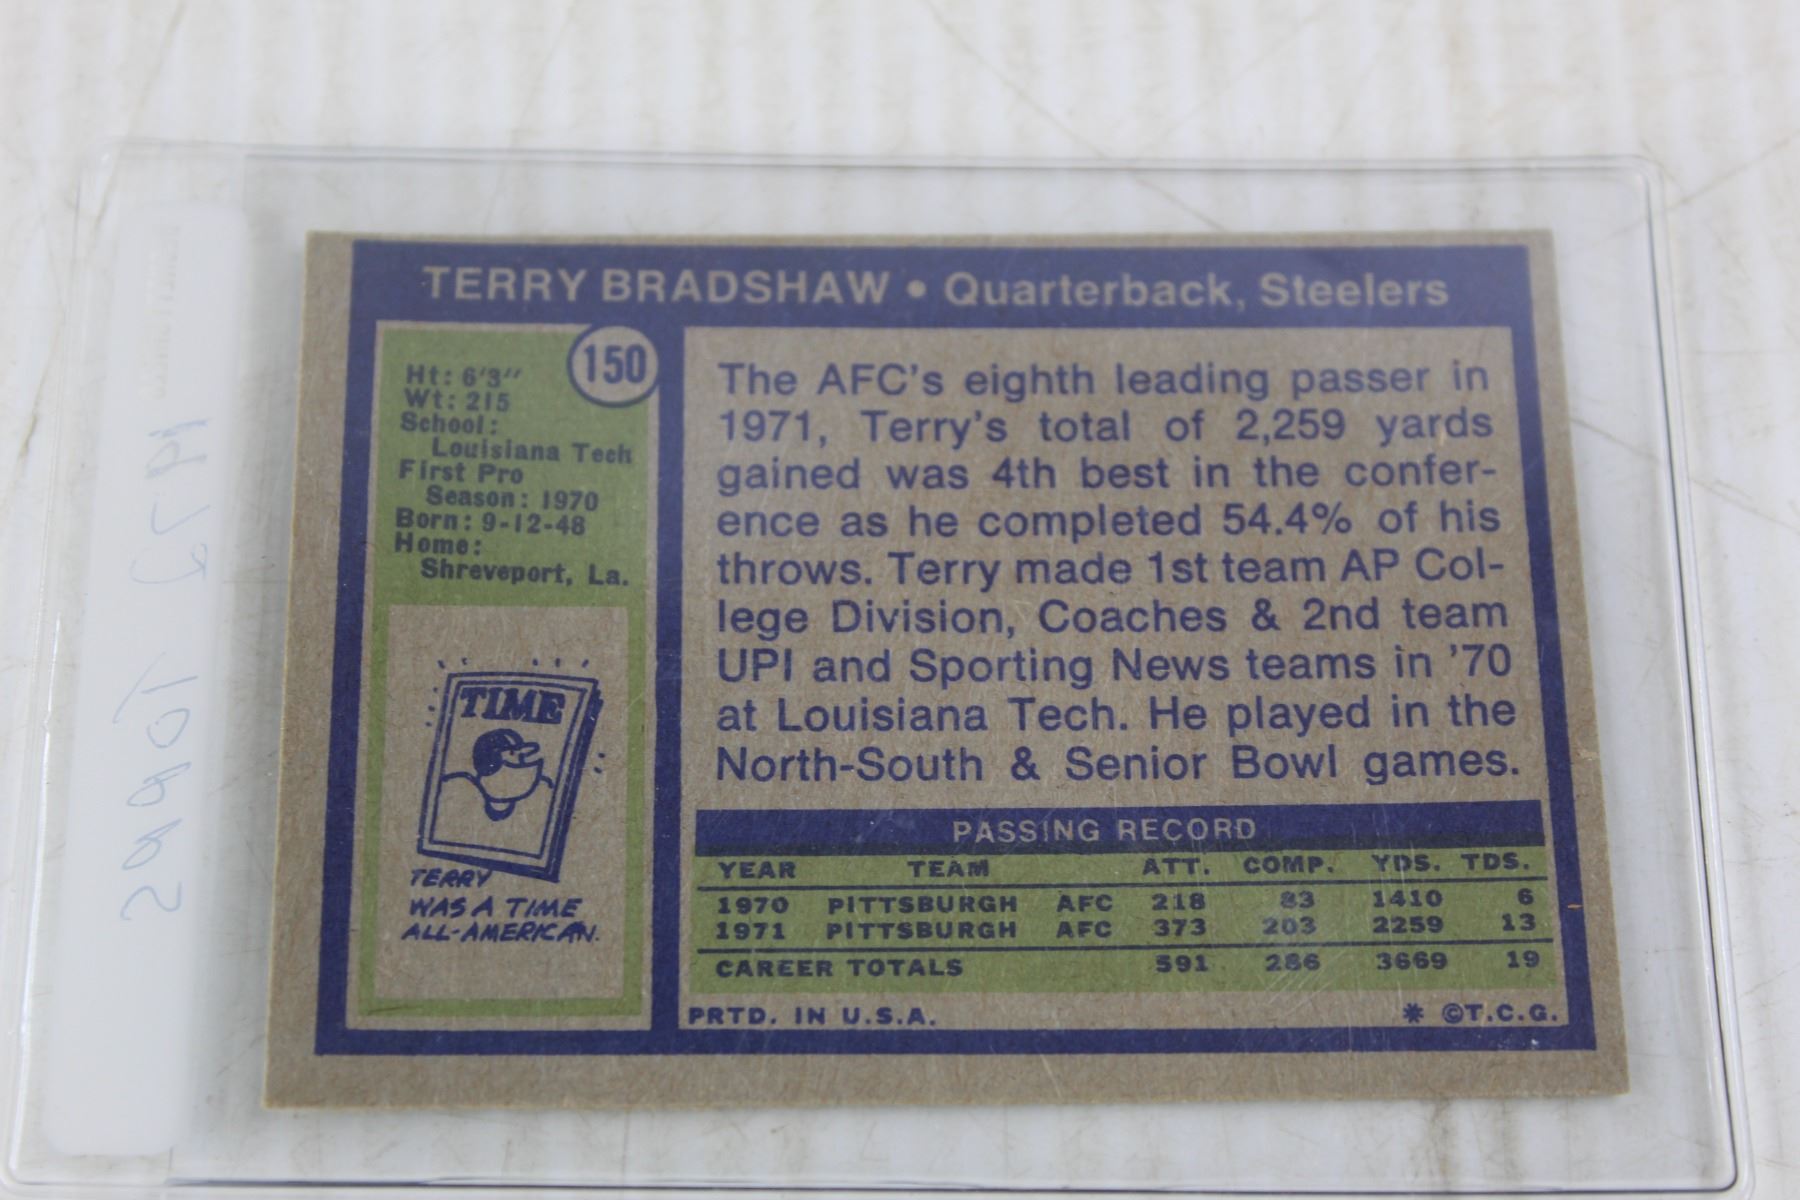 TERRY BRADSHAW • Quarterback, Steelers
150
Ht: 6'3"
Wt: 215
School:
Louisiana Tech
First Pro
Season: 1970
Born: 9-12-48
Home:
Shreveport, La.
TIME
TERRY
WAS A TIME
ALL-AMERICAN.
The AFC's eighth leading passer in
1971, Terry's total of 2,259 yards
gained was 4th best in the confer-
ence as he completed 54.4% of his
throws. Terry made 1st team AP Col-
lege Division, Coaches & 2nd team
UPI and Sporting News teams in '70
at Louisiana Tech. He played in the
North-South & Senior Bowl games.
PASSING RECORD
YEAR TEAM ATT. COMP. YDS. TDS.
1970 PITTSBURGH AFC 218 83 1410 6
1971 PITTSBURGH AFC 373 203 2259 13
CAREER TOTALS 591 286 3669 19
PRTD. IN U.S.A. * ©T.C.G.
1972 TOPPS